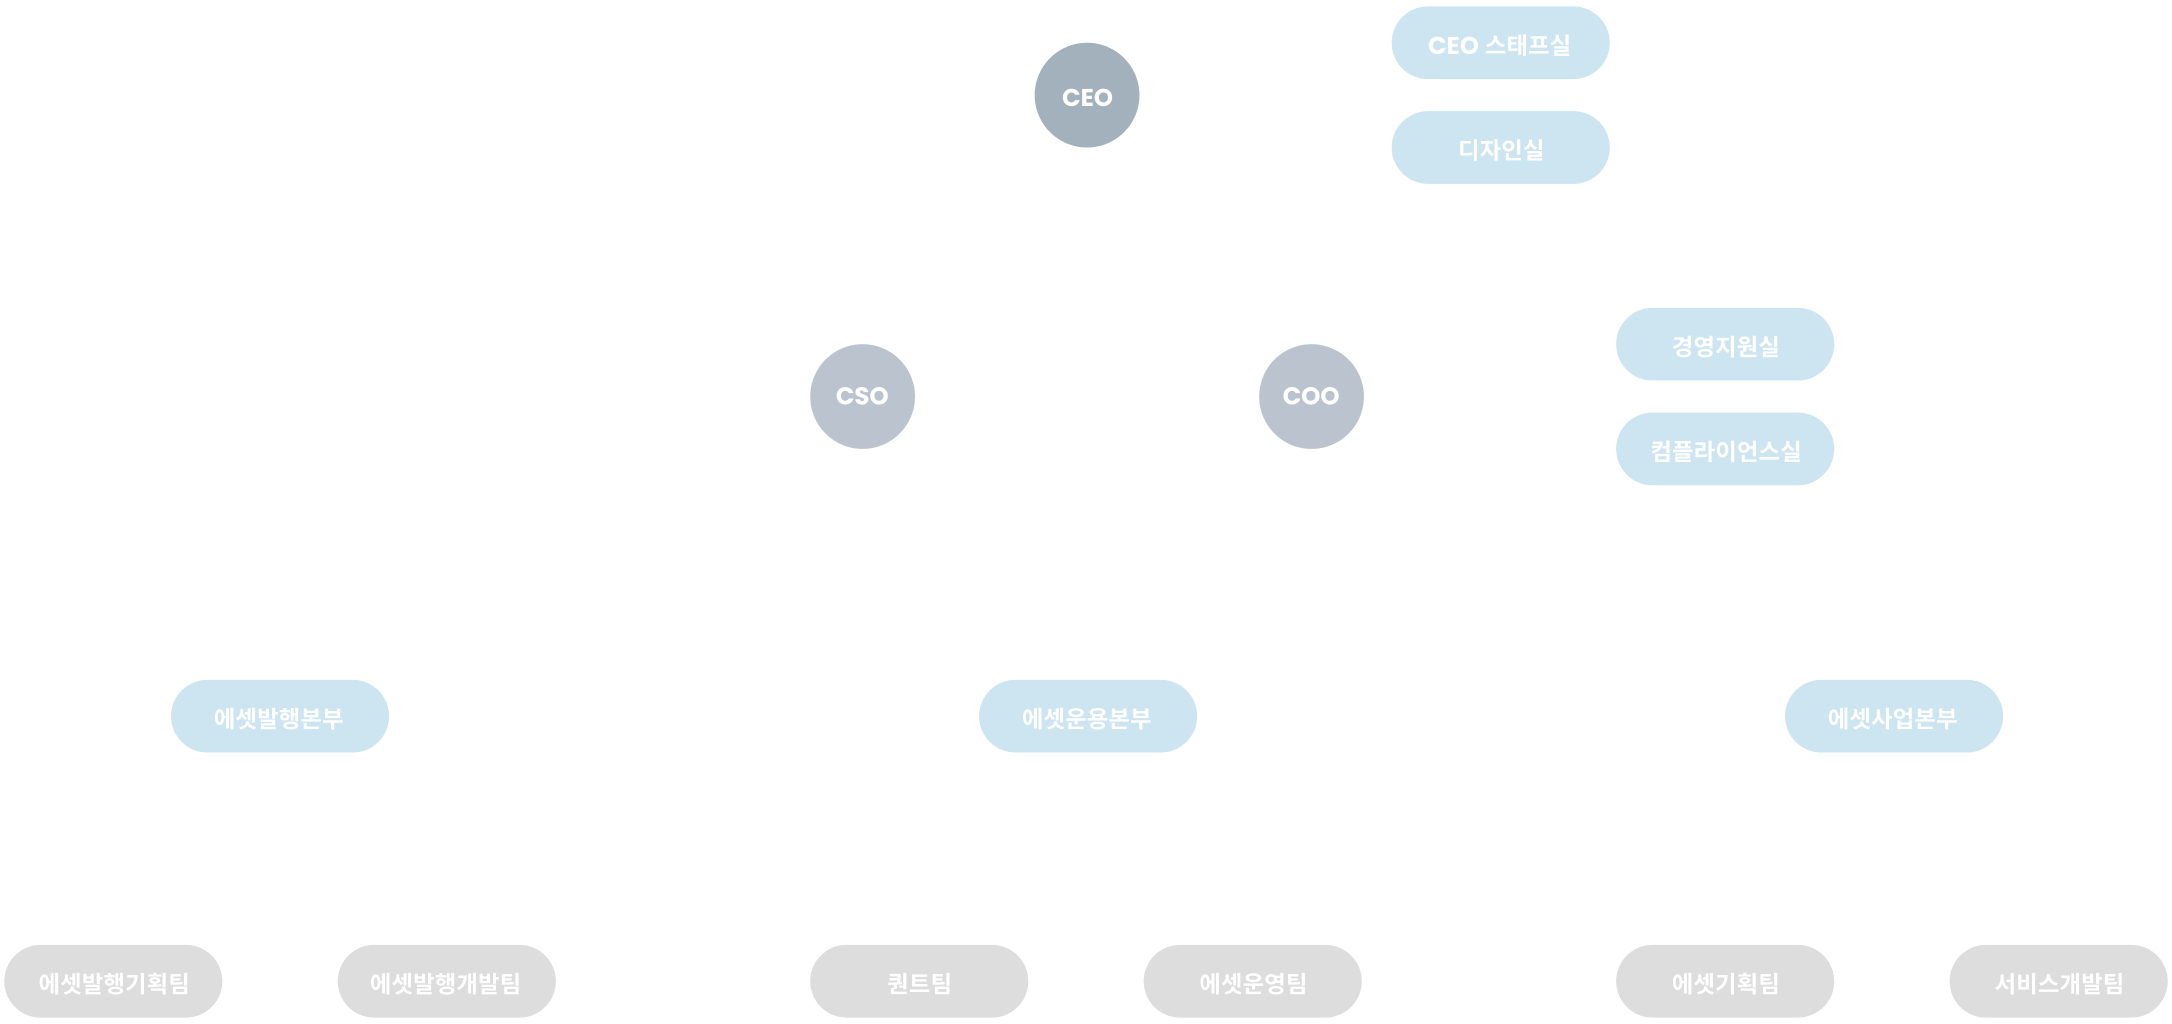 CEO 스태프실
CEO
디자인실
경영지원실
CSO
COO
컴플라이언스실
에셋발행본부
에셋운용본부
에셋사업본부
에셋발행기획팀
에셋발행개발팀
퀀트팀
에셋운영팀
에셋기획팀
서비스개발팀